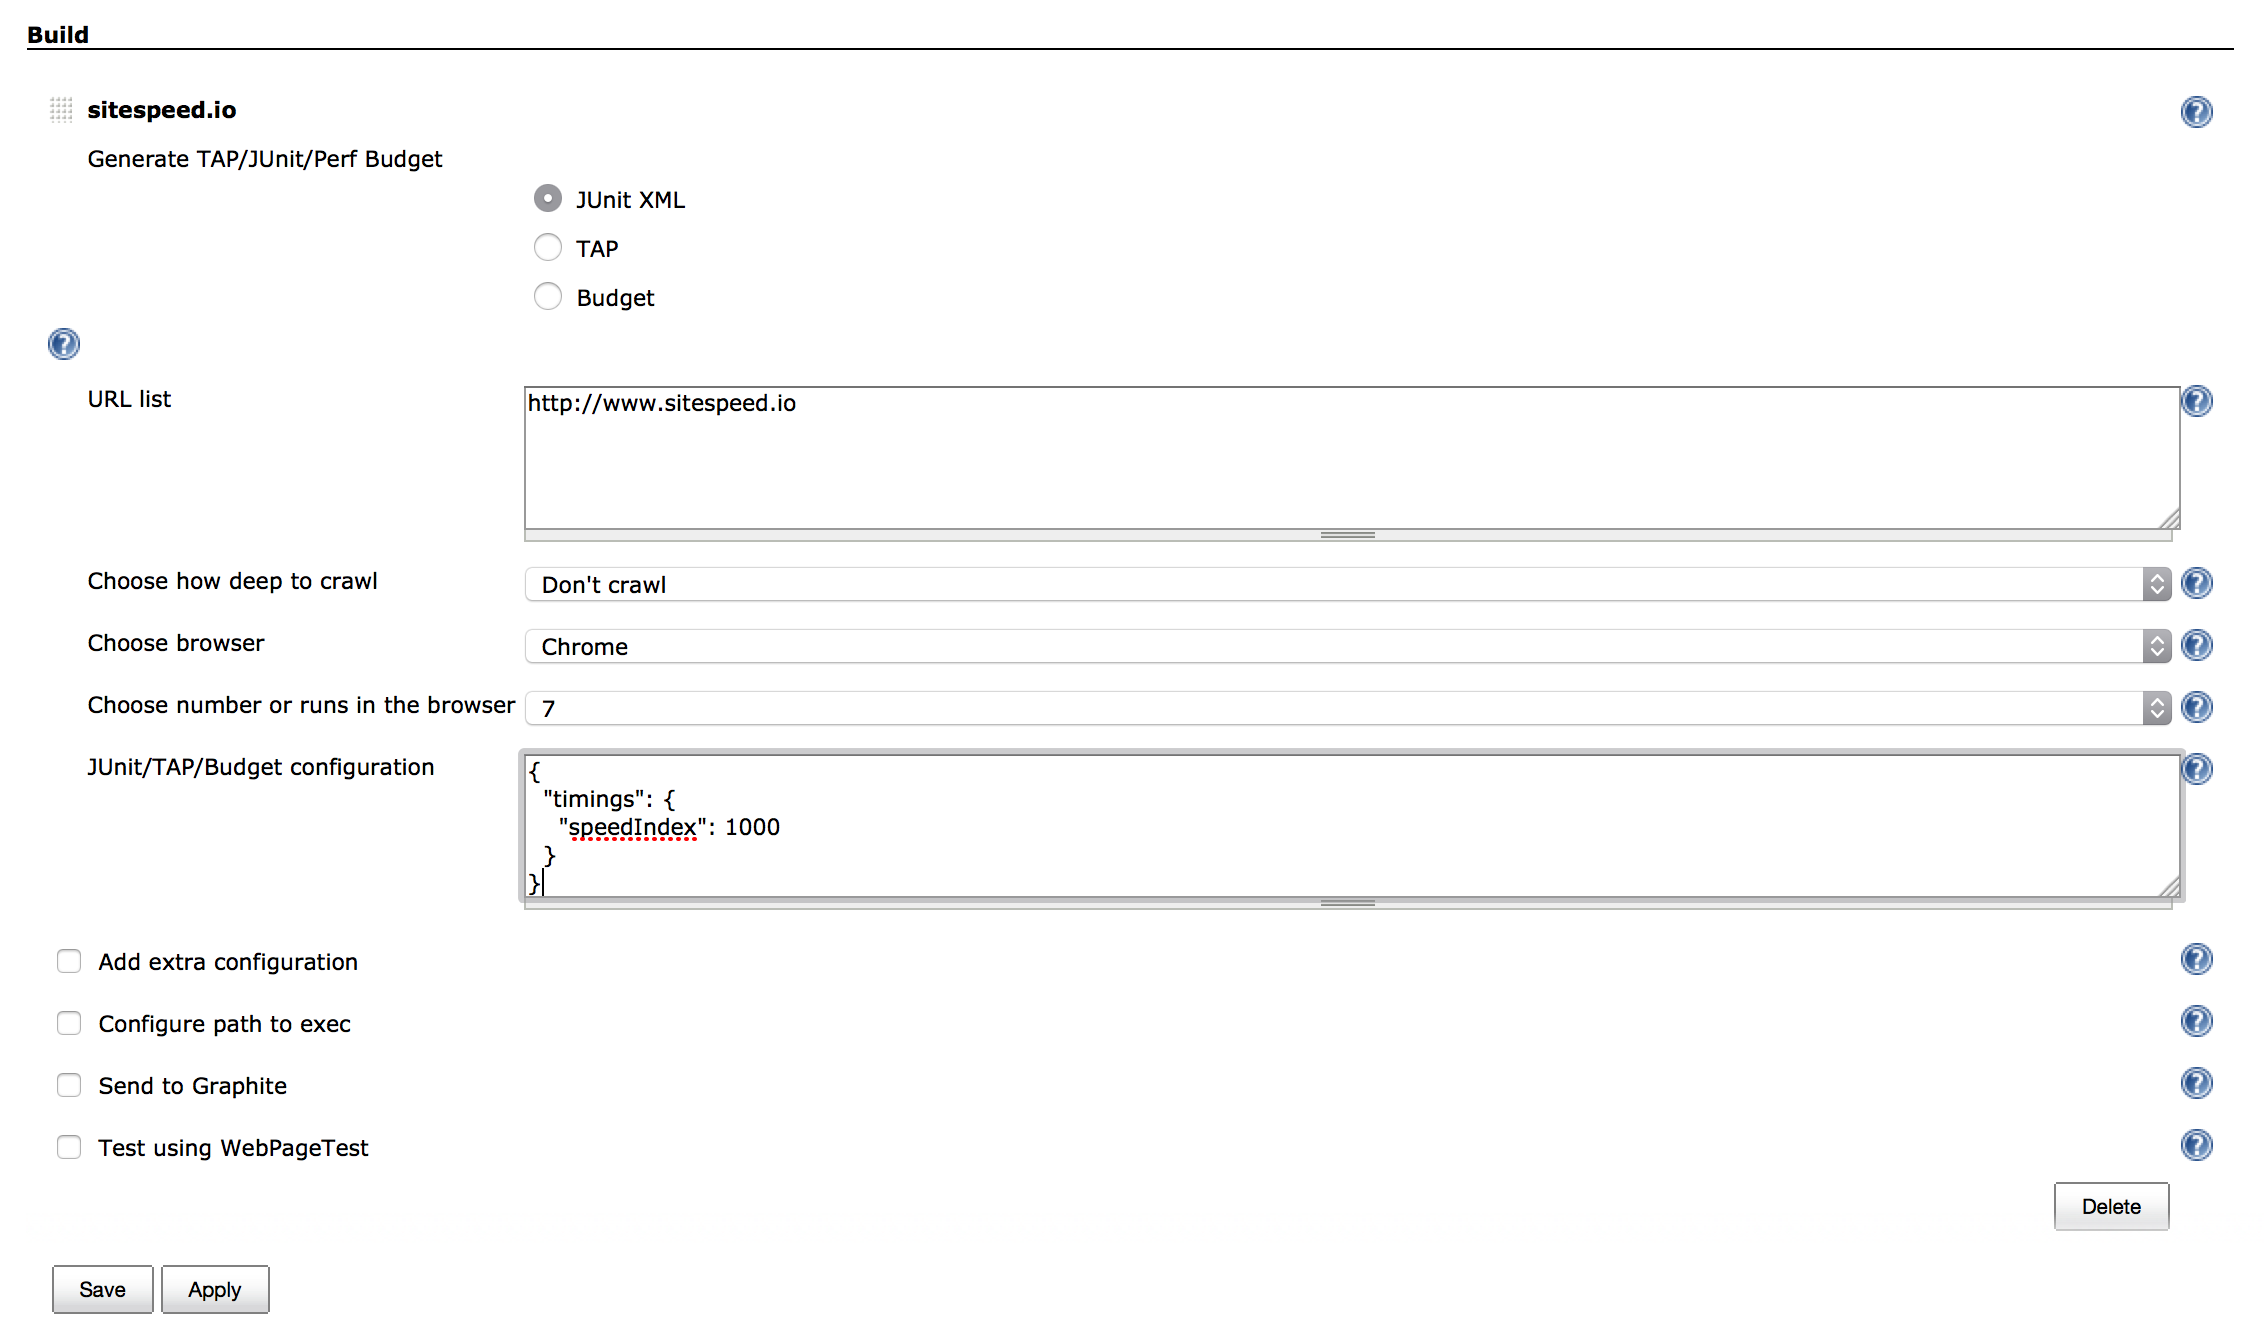 Build
sitespeed.io
Generate TAP/JUnit/Perf Budget
JUnit XML
TAP
Budget
URL list
http://www.sitespeed.io
Choose how deep to crawl
Don't crawl
Choose browser
Chrome
Choose number or runs in the browser
7
JUnit/TAP/Budget configuration
{
"timings": {
"speedIndex": 1000
}
}
Add extra configuration
Configure path to exec
Send to Graphite
Test using WebPageTest
Delete
Save
Apply